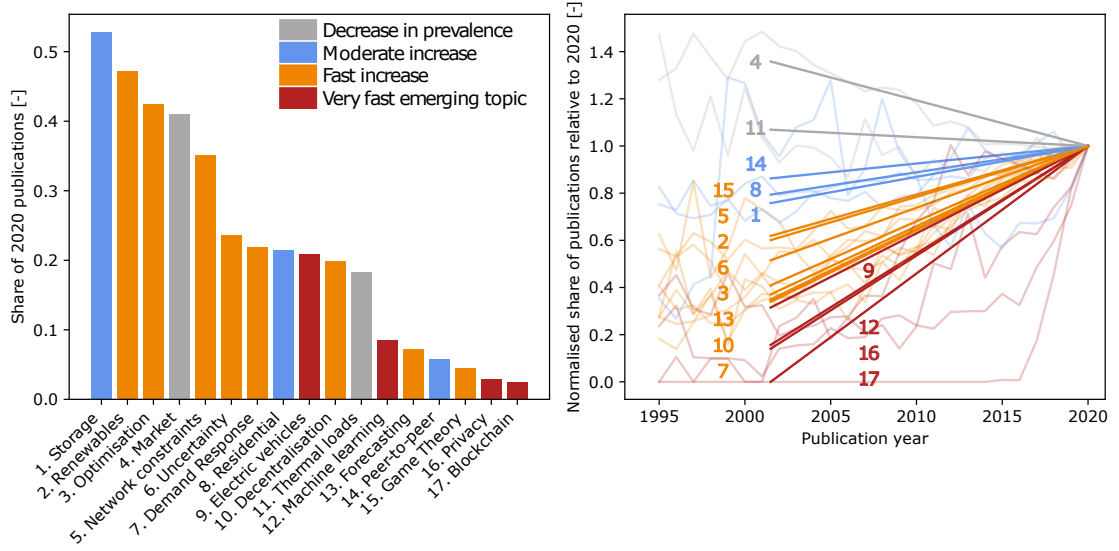 Share of 2020 publications [-]
0.5
0.4
0.3
0.2
0.1
0.0
Decrease in prevalence
Moderate increase
Fast increase
Very fast emerging topic
1. Storage
2. Renewables
3. Optimisation
4. Market
5. Network constraints
6. Uncertainty
7. Demand Response
8. Residential
9. Electric vehicles
10. Decentralisation
11. Thermal loads
12. Machine learning
13. Forecasting
14. Peer-to-peer
15. Game Theory
16. Privacy
17. Blockchain
Normalised share of publications relative to 2020 [-]
1.4
1.2
1.0
0.8
0.6
0.4
0.2
0.0
4
11
14
8
1
15
5
2
6
3
13
10
7
9
12
16
17
1995
2000
2005
2010
2015
2020
Publication year